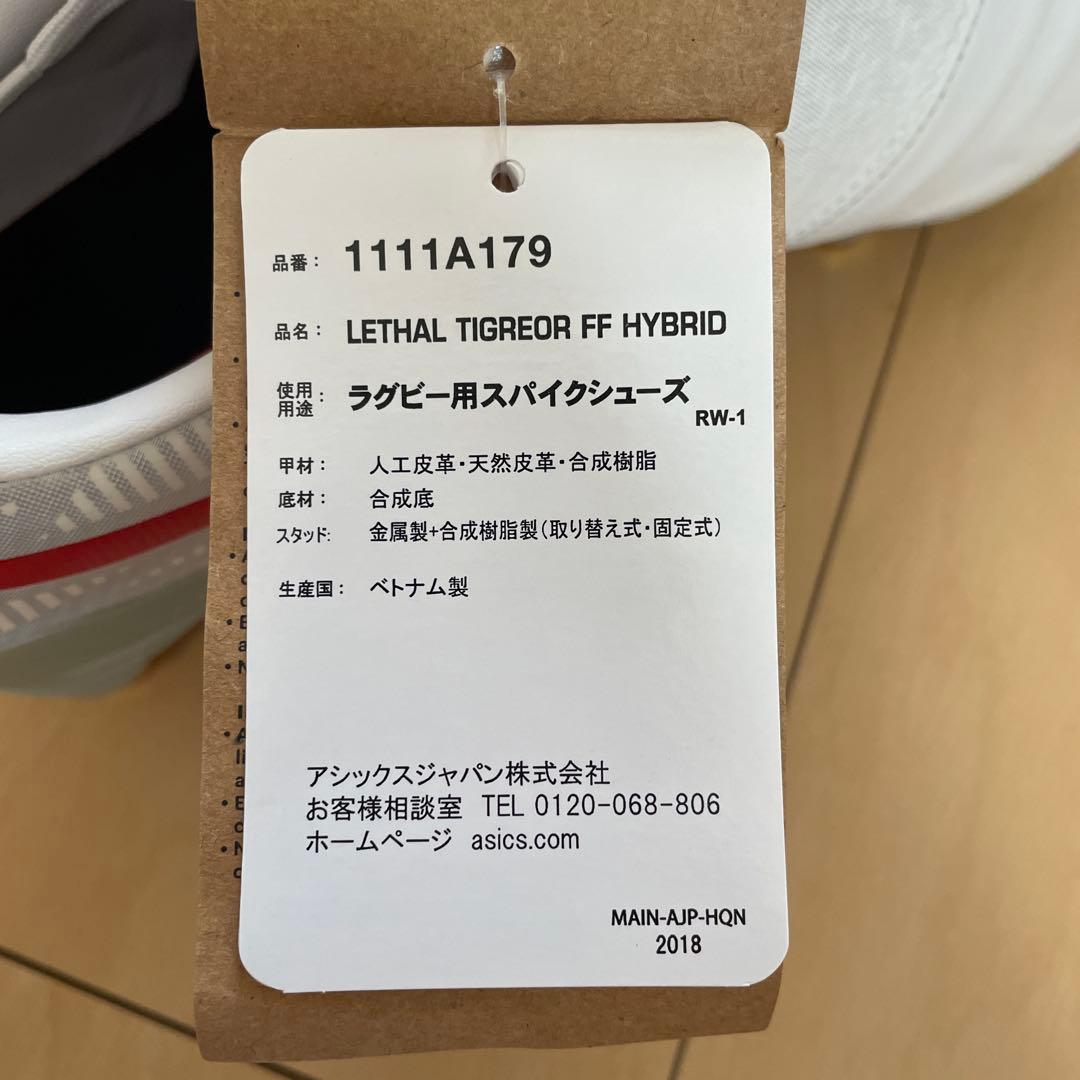 品番： 1111A179
品名： LETHAL TIGREOR FF HYBRID
使用用途： ラグビー用スパイクシューズ
RW-1
甲材： 人工皮革・天然皮革・合成樹脂
底材： 合成底
スタッド: 金属製+合成樹脂製(取り替え式・固定式)
生産国： ベトナム製
アシックスジャパン株式会社
お客様相談室 TEL 0120-068-806
ホームページ asics.com
MAIN-AJP-HQN
2018